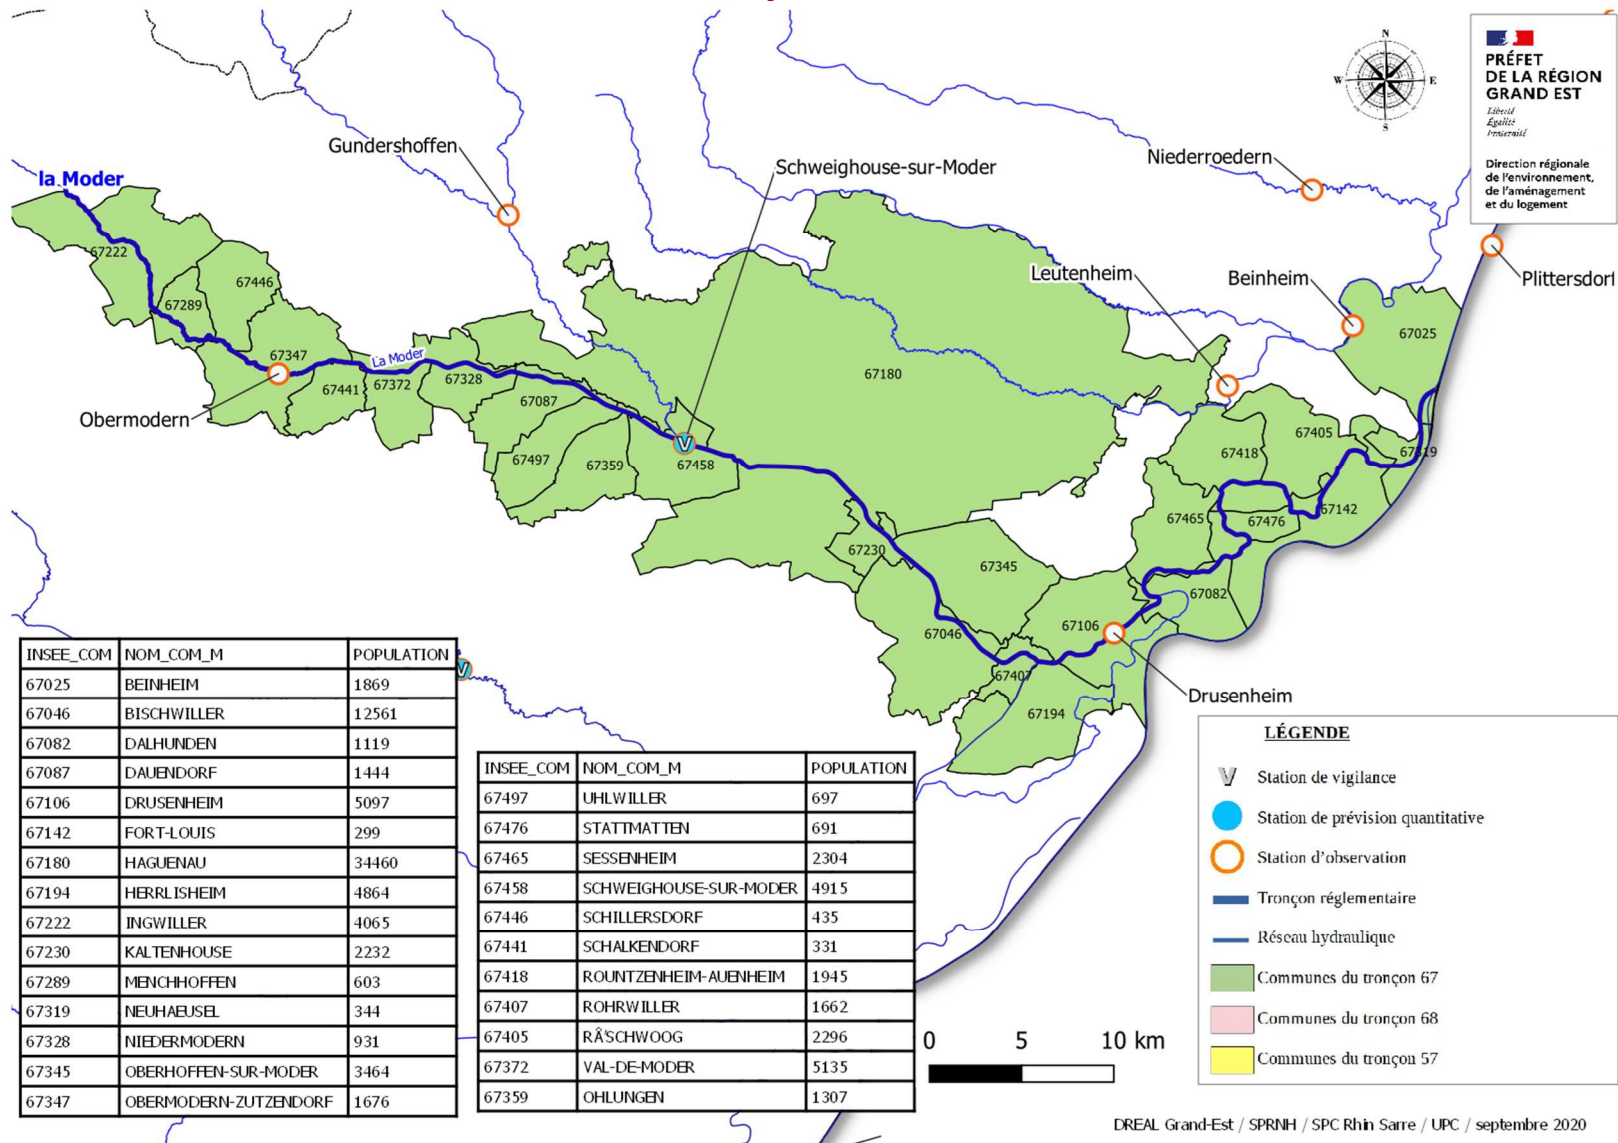 N
W
E
S
PRÉFET
DE LA RÉGION
GRAND EST
Liberté
Égalité
Fraternité
Direction régionale
de l'environnement,
de l'aménagement
et du logement
la Moder
Gundershoffen
Schweighouse-sur-Moder
Niederroedern
Leutenheim
Beinheim
Plittersdorl
Obermodern
La Moder
Drusenheim
67222
67446
67289
67347
67441
67372
67328
67087
67497
67359
67458
67180
67025
67405
67319
67418
67142
67465
67476
67230
67345
67082
67106
67046
67407
67194
V
V
INSEE_COM NOM_COM_M POPULATION
67025 BEINHEIM 1869
67046 BISCHWILLER 12561
67082 DALHUNDEN 1119
67087 DAUENDORF 1444
67106 DRUSENHEIM 5097
67142 FORT-LOUIS 299
67180 HAGUENAU 34460
67194 HERRLISHEIM 4864
67222 INGWILLER 4065
67230 KALTENHOUSE 2232
67289 MENCHHOFFEN 603
67319 NEUHAEUSEL 344
67328 NIEDERMODERN 931
67345 OBERHOFFEN-SUR-MODER 3464
67347 OBERMODERN-ZUTZENDORF 1676
INSEE_COM NOM_COM_M POPULATION
67497 UHLWILLER 697
67476 STATTMATTEN 691
67465 SESSENHEIM 2304
67458 SCHWEIGHOUSE-SUR-MODER 4915
67446 SCHILLERSDORF 435
67441 SCHALKENDORF 331
67418 ROUNTZENHEIM-AUENHEIM 1945
67407 ROHRWILLER 1662
67405 RÂ'SCHWOOG 2296
67372 VAL-DE-MODER 5135
67359 OHLUNGEN 1307
LÉGENDE
V Station de vigilance
Station de prévision quantitative
Station d'observation
Tronçon réglementaire
Réseau hydraulique
Communes du tronçon 67
Communes du tronçon 68
Communes du tronçon 57
0 5 10 km
DREAL Grand-Est / SPRNH / SPC Rhin Sarre / UPC / septembre 2020